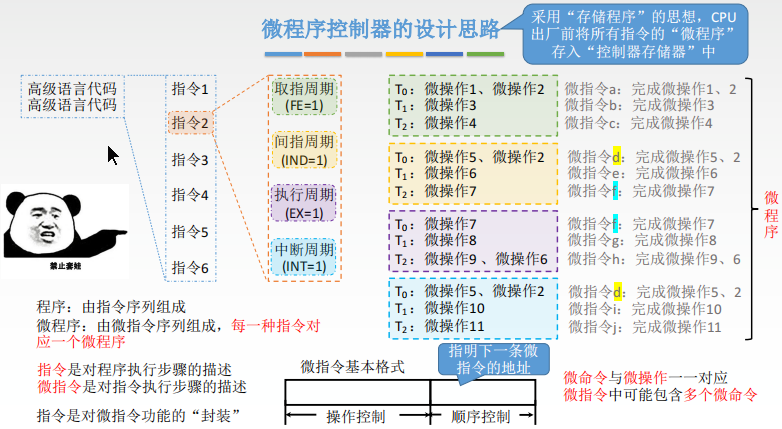 微程序控制器的设计思路
采用“存储程序”的思想，CPU
出厂前将所有指令的“微程序”
存入“控制器存储器”中
高级语言代码
高级语言代码
指令1
指令2
指令3
指令4
指令5
指令6
取指周期
(FE=1)
间指周期
(IND=1)
执行周期
(EX=1)
中断周期
(INT=1)
T0：微操作1、微操作2
T1：微操作3
T2：微操作4
微指令a：完成微操作1、2
微指令b：完成微操作3
微指令c：完成微操作4
T0：微操作5、微操作2
T1：微操作6
T2：微操作7
微指令d：完成微操作5、2
微指令e：完成微操作6
微指令f：完成微操作7
T0：微操作7
T1：微操作8
T2：微操作9 、微操作6
微指令f：完成微操作7
微指令g：完成微操作8
微指令h：完成微操作9、6
T0：微操作5、微操作2
T1：微操作10
T2：微操作11
微指令d：完成微操作5、2
微指令i：完成微操作10
微指令j：完成微操作11
微程序
禁止套娃
程序：由指令序列组成
微程序：由微指令序列组成，每一种指令对
应一个微程序
指令是对程序执行步骤的描述
微指令是对指令执行步骤的描述
指令是对微指令功能的“封装”
微指令基本格式
指明下一条微
指令的地址
操作控制
顺序控制
微命令与微操作一一对应
微指令中可能包含多个微命令